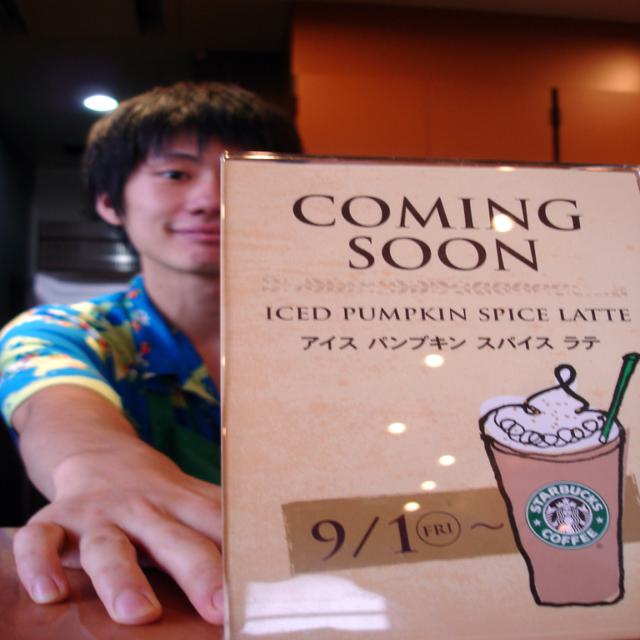 COMING
SOON
ICED PUMPKIN SPICE LATTE
アイス パンプキン スパイス ラテ
9/1 FRI ~
STARBUCKS
COFFEE